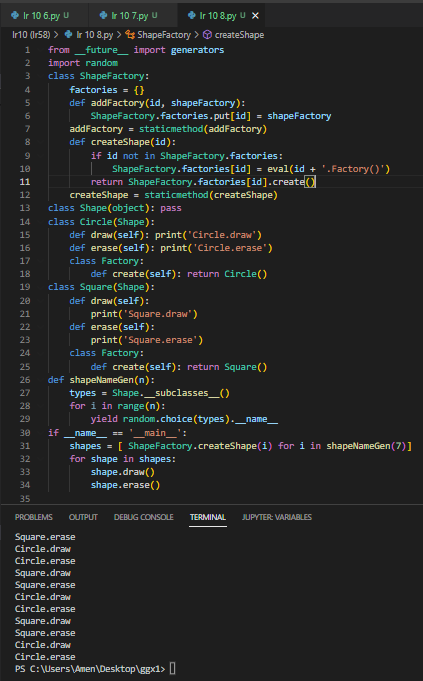 lr 10 6.py U
lr 10 7.py U
lr 10 8.py U ×
lr10 (lr58) > lr 10 8.py > ShapeFactory > createShape
1 from __future__ import generators
2 import random
3 class ShapeFactory:
4     factories = {}
5     def addFactory(id, shapeFactory):
6         ShapeFactory.factories.put[id] = shapeFactory
7     addFactory = staticmethod(addFactory)
8     def createShape(id):
9         if id not in ShapeFactory.factories:
10             ShapeFactory.factories[id] = eval(id + '.Factory()')
11         return ShapeFactory.factories[id].create()
12     createShape = staticmethod(createShape)
13 class Shape(object): pass
14 class Circle(Shape):
15     def draw(self): print('Circle.draw')
16     def erase(self): print('Circle.erase')
17     class Factory:
18         def create(self): return Circle()
19 class Square(Shape):
20     def draw(self):
21         print('Square.draw')
22     def erase(self):
23         print('Square.erase')
24     class Factory:
25         def create(self): return Square()
26 def shapeNameGen(n):
27     types = Shape.__subclasses__()
28     for i in range(n):
29         yield random.choice(types).__name__
30 if __name__ == '__main__':
31     shapes = [ ShapeFactory.createShape(i) for i in shapeNameGen(7)]
32     for shape in shapes:
33         shape.draw()
34         shape.erase()
35
PROBLEMS OUTPUT DEBUG CONSOLE TERMINAL JUPYTER: VARIABLES
Square.erase
Circle.draw
Circle.erase
Square.draw
Square.erase
Circle.draw
Circle.erase
Square.draw
Square.erase
Circle.draw
Circle.erase
PS C:\Users\Amen\Desktop\ggx1>